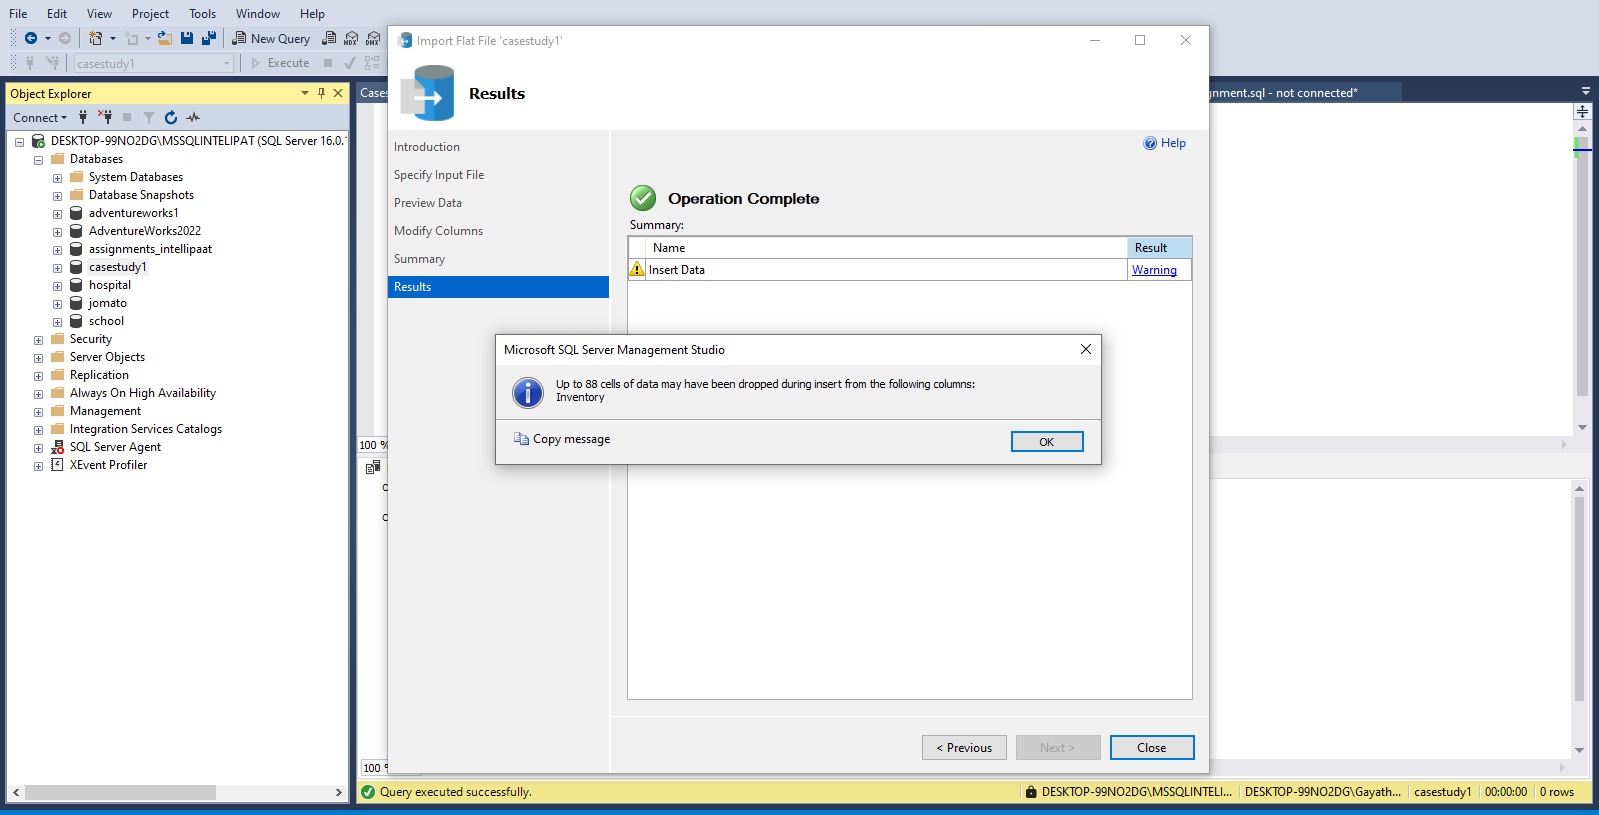 File Edit View Project Tools Window Help
New Query MDX DMX
casestudy1 Execute
Object Explorer
Connect
DESKTOP-99NO2DG\MSSQLINTELIPAT (SQL Server 16.0.1
Databases
System Databases
Database Snapshots
adventureworks1
AdventureWorks2022
assignments_intellipaat
casestudy1
hospital
jomato
school
Security
Server Objects
Replication
Always On High Availability
Management
Integration Services Catalogs
SQL Server Agent
XEvent Profiler
Cases
gnment.sql - not connected*
100 %
100 %
Import Flat File 'casestudy1'
Results
Introduction
Specify Input File
Preview Data
Modify Columns
Summary
Results
Help
Operation Complete
Summary:
Name Result
Insert Data Warning
Microsoft SQL Server Management Studio
Up to 88 cells of data may have been dropped during insert from the following columns:
Inventory
Copy message OK
< Previous Next > Close
Query executed successfully. DESKTOP-99NO2DG\MSSQLINTELI... DESKTOP-99NO2DG\Gayath... casestudy1 00:00:00 0 rows